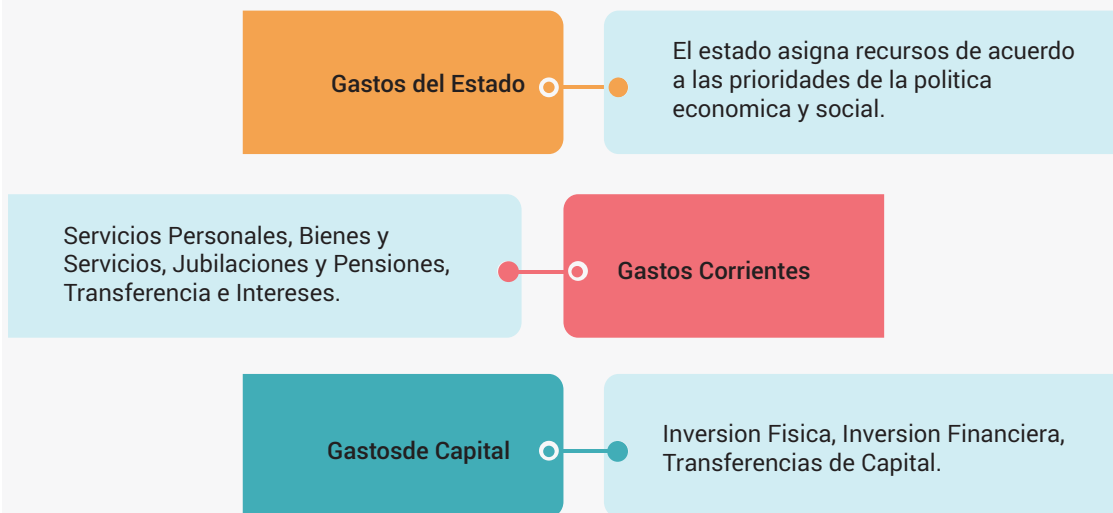 Gastos del Estado
El estado asigna recursos de acuerdo
a las prioridades de la politica
economica y social.
Servicios Personales, Bienes y
Servicios, Jubilaciones y Pensiones,
Transferencia e Intereses.
Gastos Corrientes
Gastosde Capital
Inversion Fisica, Inversion Financiera,
Transferencias de Capital.